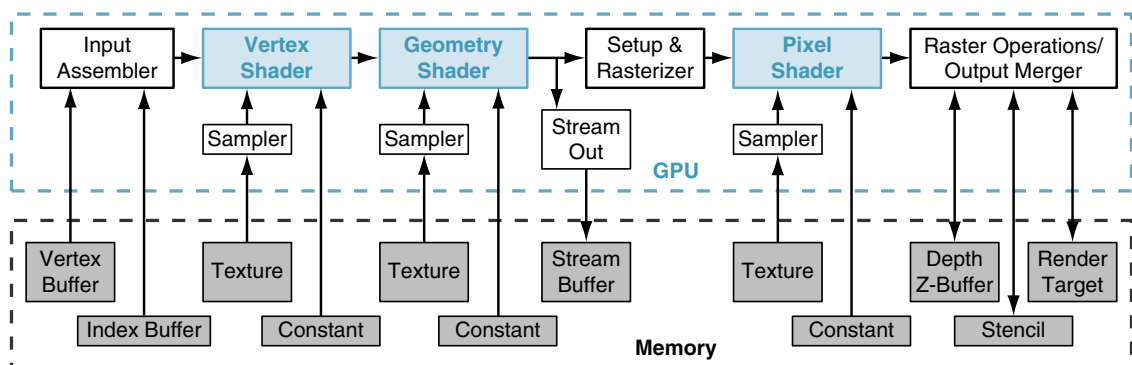 Input
Assembler
Vertex
Shader
Geometry
Shader
Setup &
Rasterizer
Pixel
Shader
Raster Operations/
Output Merger
Sampler
Sampler
Stream
Out
Sampler
GPU
Vertex
Buffer
Texture
Texture
Stream
Buffer
Texture
Depth
Z-Buffer
Render
Target
Index Buffer
Constant
Constant
Constant
Stencil
Memory